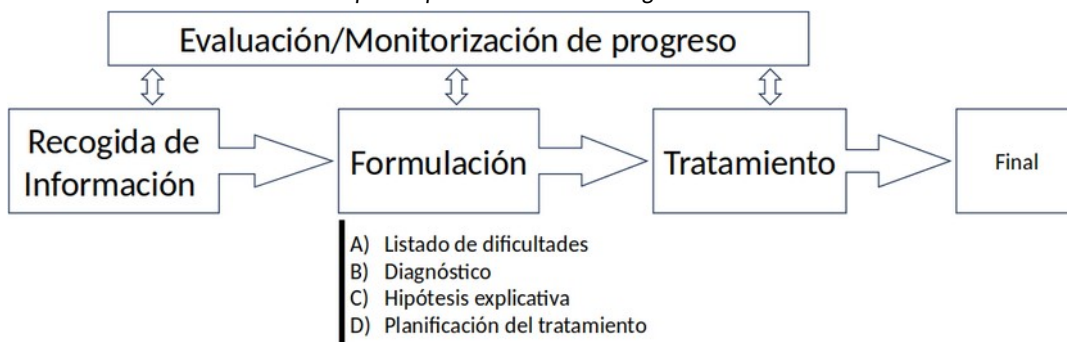 Evaluación/Monitorización de progreso
Recogida de
Información
Formulación
Tratamiento
Final
A) Listado de dificultades
B) Diagnóstico
C) Hipótesis explicativa
D) Planificación del tratamiento